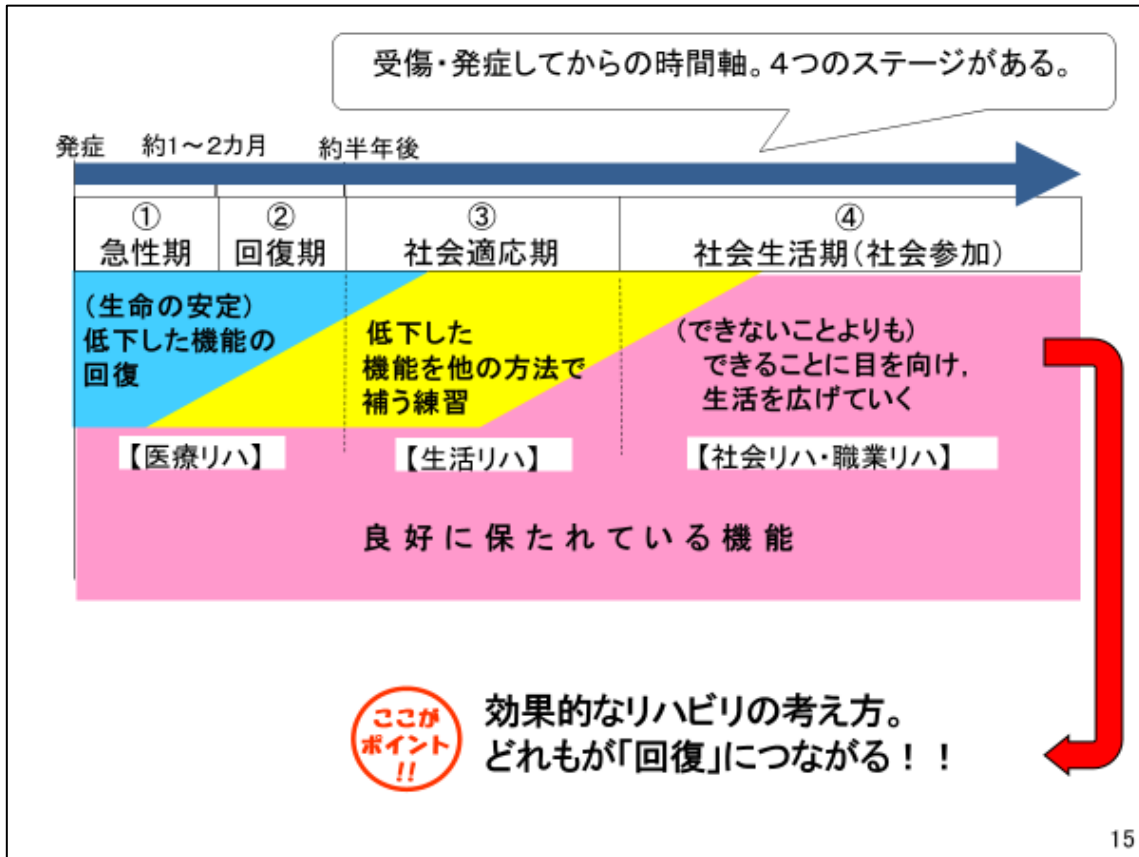 受傷・発症してからの時間軸。4つのステージがある。
発症 約1～2カ月 約半年後
① ② ③ ④
急性期 回復期 社会適応期 社会生活期(社会参加)
(生命の安定)
低下した機能の
回復
低下した
機能を他の方法で
補う練習
(できないことよりも)
できることに目を向け,
生活を広げていく
【医療リハ】 【生活リハ】 【社会リハ・職業リハ】
良好に保たれている機能
ここが
ポイント
!!
効果的なリハビリの考え方。
どれもが「回復」につながる！！
15